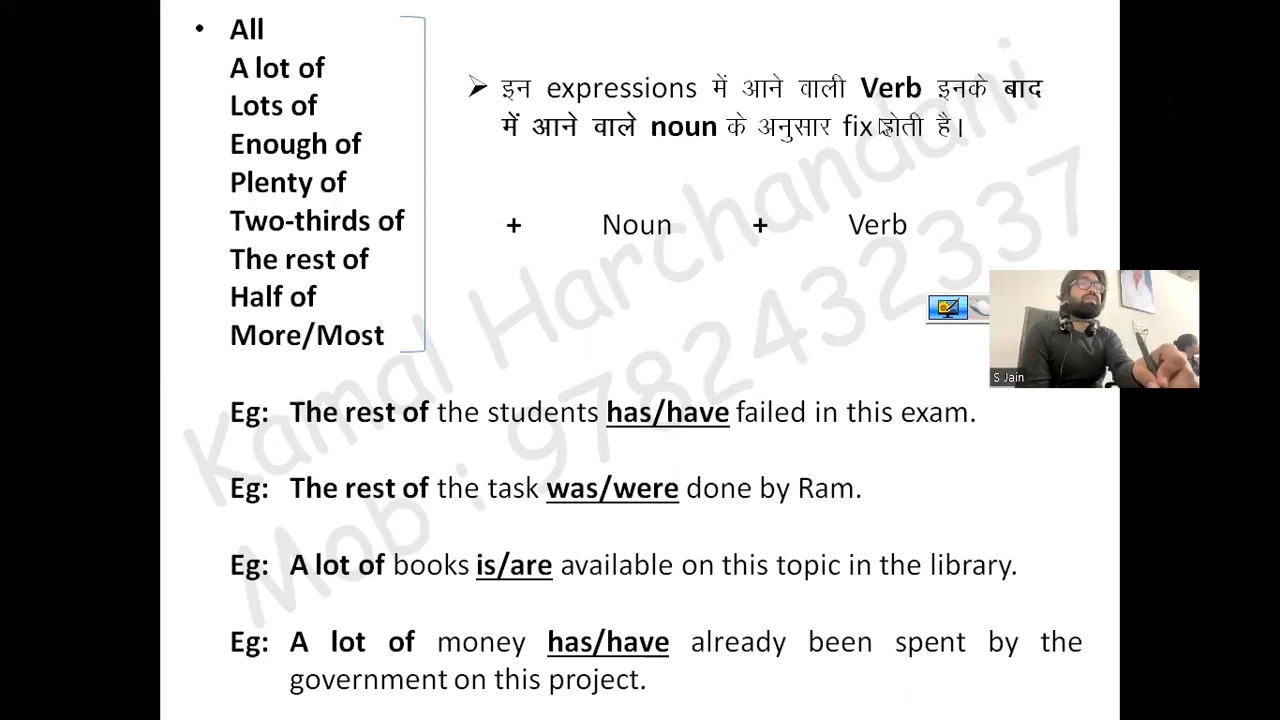 • All
A lot of
Lots of
Enough of
Plenty of
Two-thirds of
The rest of
Half of
More/Most
➢ इन expressions में आने वाली Verb इनके बाद
में आने वाले noun के अनुसार fix होती है।
+ Noun + Verb
S Jain
Eg: The rest of the students has/have failed in this exam.
Eg: The rest of the task was/were done by Ram.
Eg: A lot of books is/are available on this topic in the library.
Eg: A lot of money has/have already been spent by the
government on this project.
Kamal Harchandani
Mob : 9782432337